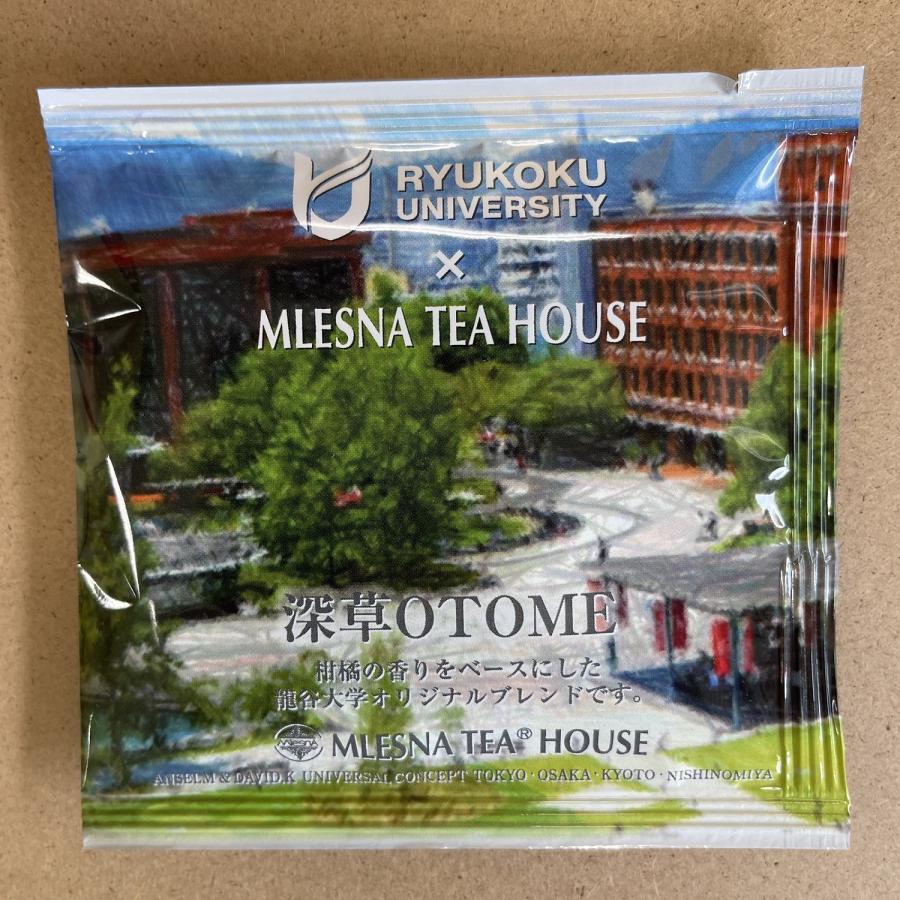 RYUKOKU
UNIVERSITY
×
MLESNA TEA HOUSE
深草OTOME
柑橘の香りをベースにした
龍谷大学オリジナルブレンドです。
MLESNA TEA® HOUSE
ANSELM & DAVID.K UNIVERSAL CONCEPT TOKYO・OSAKA・KYOTO・NISHINOMIYA